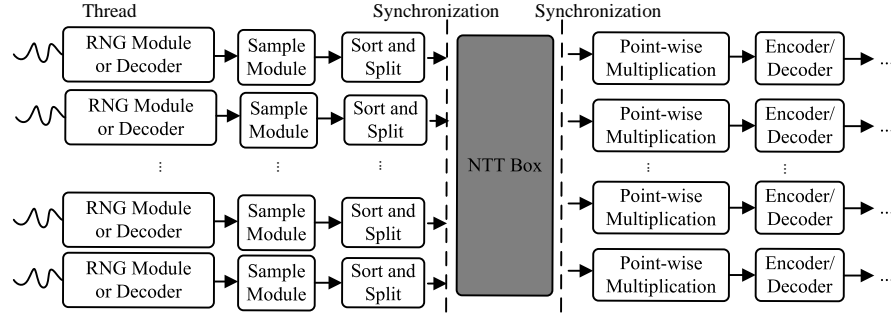 Thread
Synchronization
Synchronization
RNG Module
or Decoder
Sample
Module
Sort and
Split
Point-wise
Multiplication
Encoder/
Decoder
...
RNG Module
or Decoder
Sample
Module
Sort and
Split
Point-wise
Multiplication
Encoder/
Decoder
...
...
...
...
NTT Box
...
...
RNG Module
or Decoder
Sample
Module
Sort and
Split
Point-wise
Multiplication
Encoder/
Decoder
...
RNG Module
or Decoder
Sample
Module
Sort and
Split
Point-wise
Multiplication
Encoder/
Decoder
...